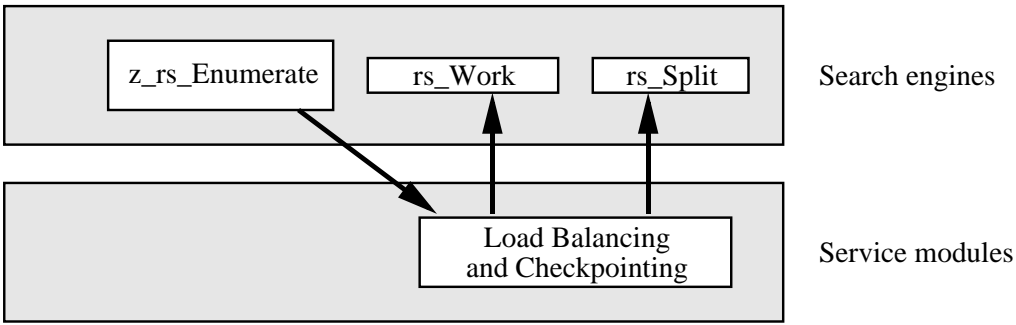 z_rs_Enumerate
rs_Work
rs_Split
Search engines
Load Balancing
and Checkpointing
Service modules